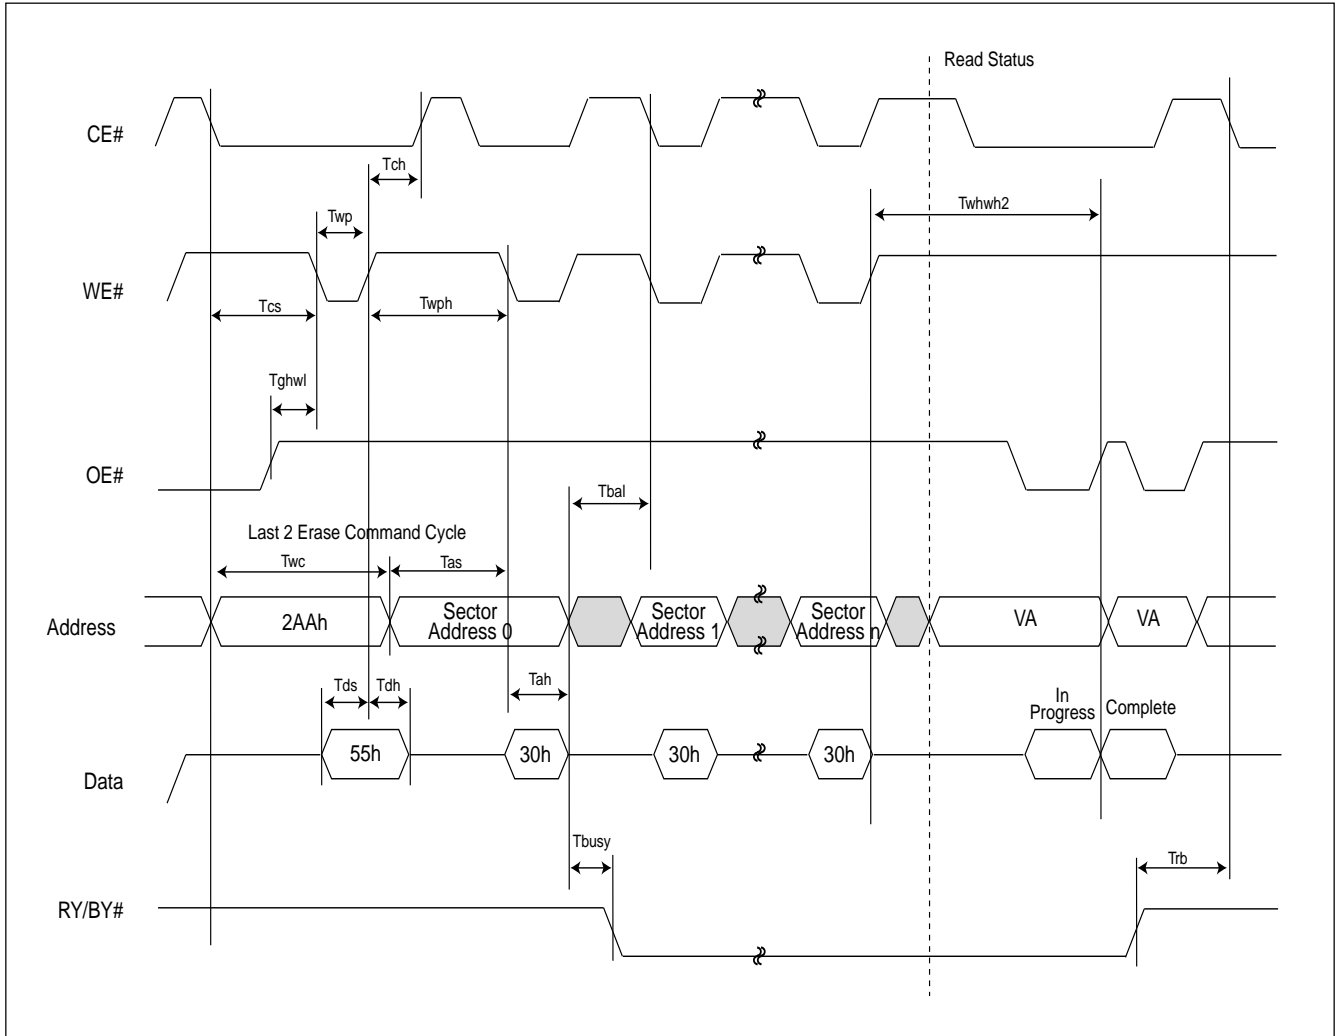 Read Status
CE#
Tch
Twhwh2
Twp
WE#
Tcs
Twph
Tghwl
OE#
Tbal
Last 2 Erase Command Cycle
Twc
Tas
Address
2AAh
Sector
Address 0
Sector
Address 1
Sector
Address n
VA
VA
Tds
Tdh
Tah
In
Progress
Complete
Data
55h
30h
30h
30h
Tbusy
Trb
RY/BY#